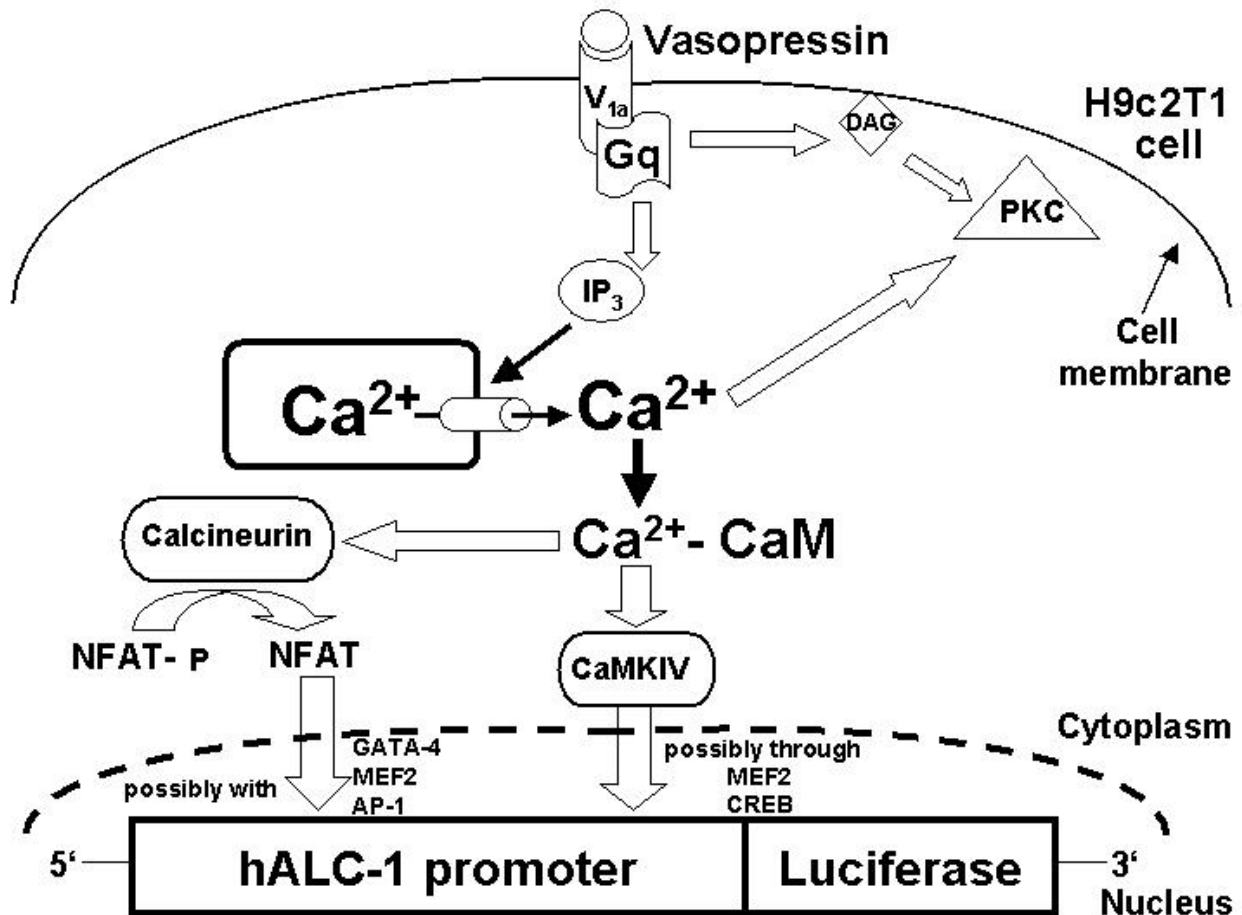 Vasopressin
V1a
Gq
DAG
H9c2T1
cell
PKC
IP3
Cell
membrane
Ca2+
Ca2+
Calcineurin
Ca2+- CaM
NFAT- P
NFAT
CaMKIV
Cytoplasm
possibly with
GATA-4
MEF2
AP-1
possibly through
MEF2
CREB
5‘
hALC-1 promoter
Luciferase
3‘
Nucleus